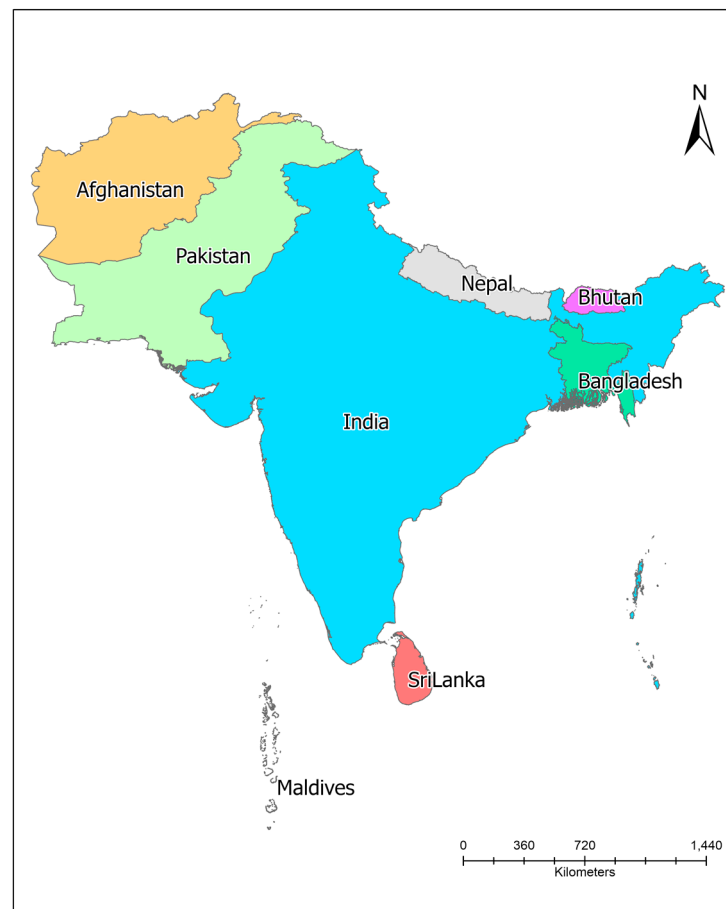 N
Afghanistan
Pakistan
Nepal
Bhutan
Bangladesh
India
SriLanka
Maldives
0 360 720 1,440
Kilometers